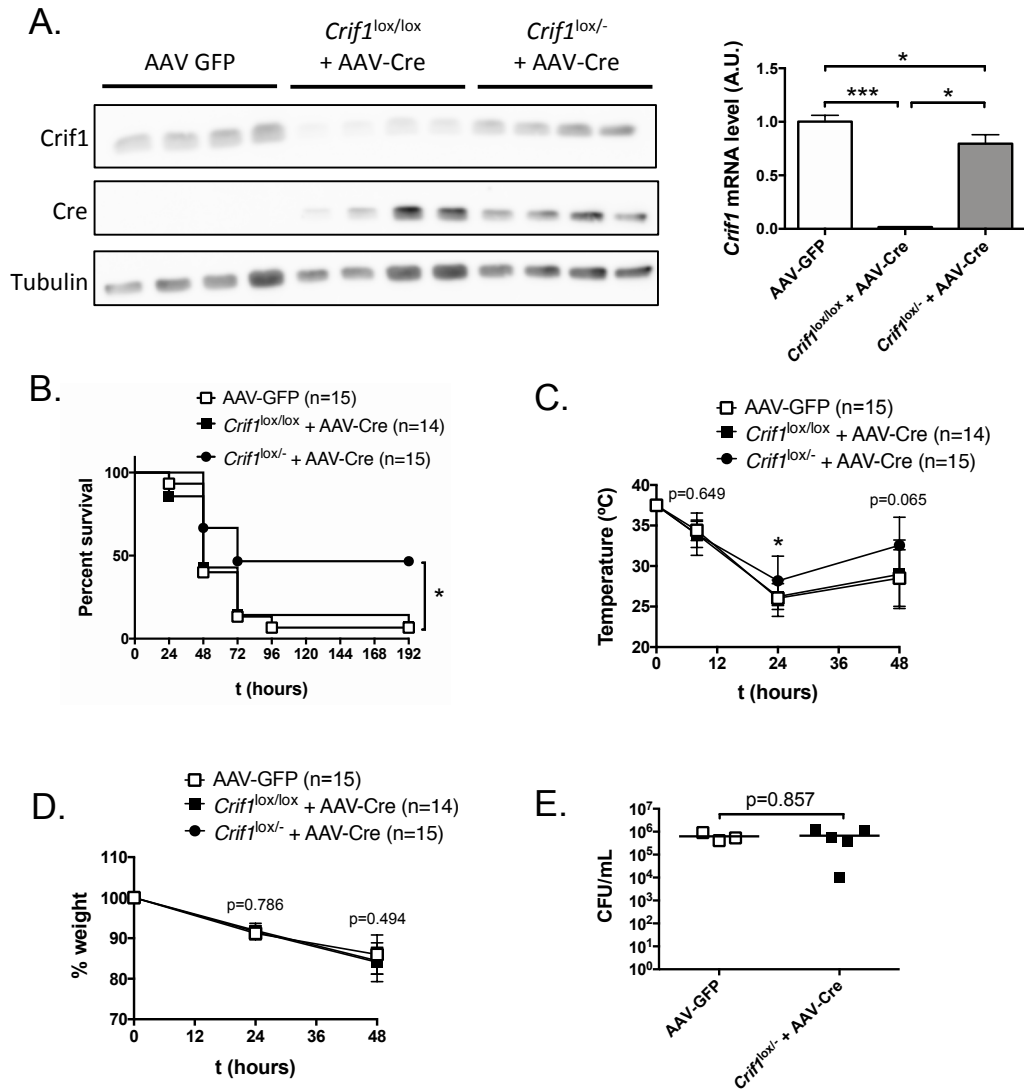 A.
AAV GFP
Crif1lox/lox
+ AAV-Cre
Crif1lox/-
+ AAV-Cre
Crif1
Cre
Tubulin
Crif1 mRNA level (A.U.)
1.5
1.0
0.5
0.0
***
*
*
AAV-GFP
Crif1lox/lox + AAV-Cre
Crif1lox/- + AAV-Cre
B.
AAV-GFP (n=15)
Crif1lox/lox + AAV-Cre (n=14)
Crif1lox/- + AAV-Cre (n=15)
Percent survival
100
50
0
0 24 48 72 96 120 144 168 192
t (hours)
*
C.
AAV-GFP (n=15)
Crif1lox/lox + AAV-Cre (n=14)
Crif1lox/- + AAV-Cre (n=15)
Temperature (ºC)
40
35
30
25
20
p=0.649
*
p=0.065
0 12 24 36 48
t (hours)
D.
AAV-GFP (n=15)
Crif1lox/lox + AAV-Cre (n=14)
Crif1lox/- + AAV-Cre (n=15)
% weight
110
100
90
80
70
p=0.786
p=0.494
0 12 24 36 48
t (hours)
E.
p=0.857
CFU/mL
10⁷
10⁶
10⁵
10⁴
10³
10²
10¹
10⁰
AAV-GFP
Crif1lox/- + AAV-Cre